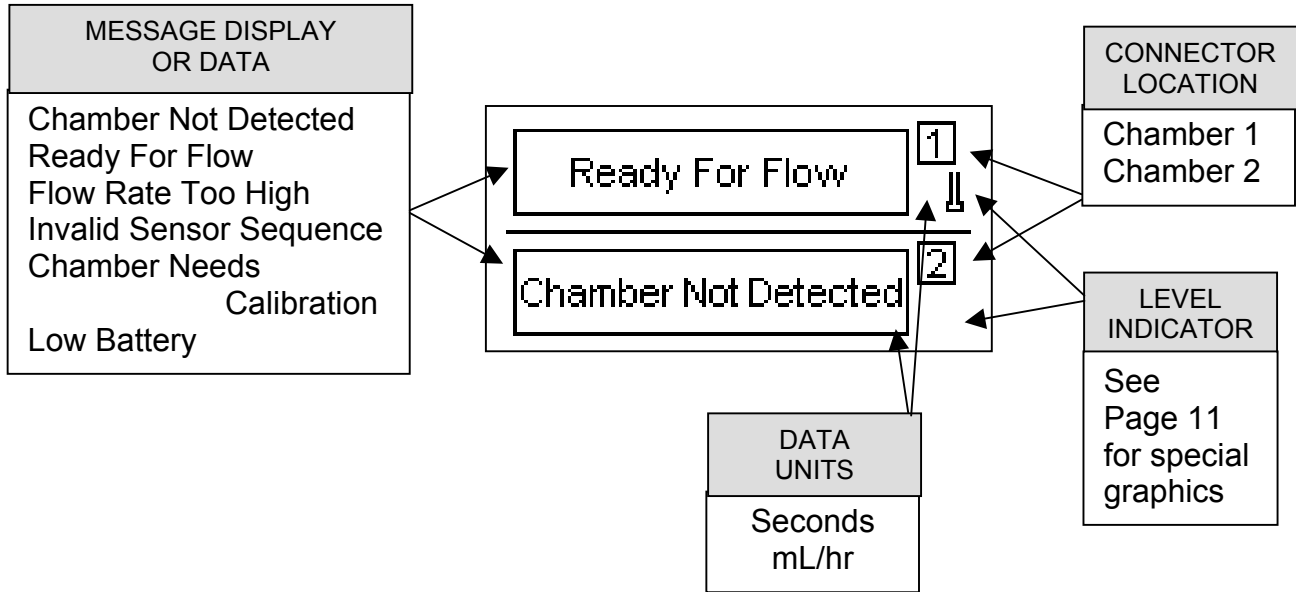 MESSAGE DISPLAY
OR DATA
Chamber Not Detected
Ready For Flow
Flow Rate Too High
Invalid Sensor Sequence
Chamber Needs
Calibration
Low Battery
Ready For Flow
1
Chamber Not Detected
2
CONNECTOR
LOCATION
Chamber 1
Chamber 2
LEVEL
INDICATOR
See
Page 11
for special
graphics
DATA
UNITS
Seconds
mL/hr